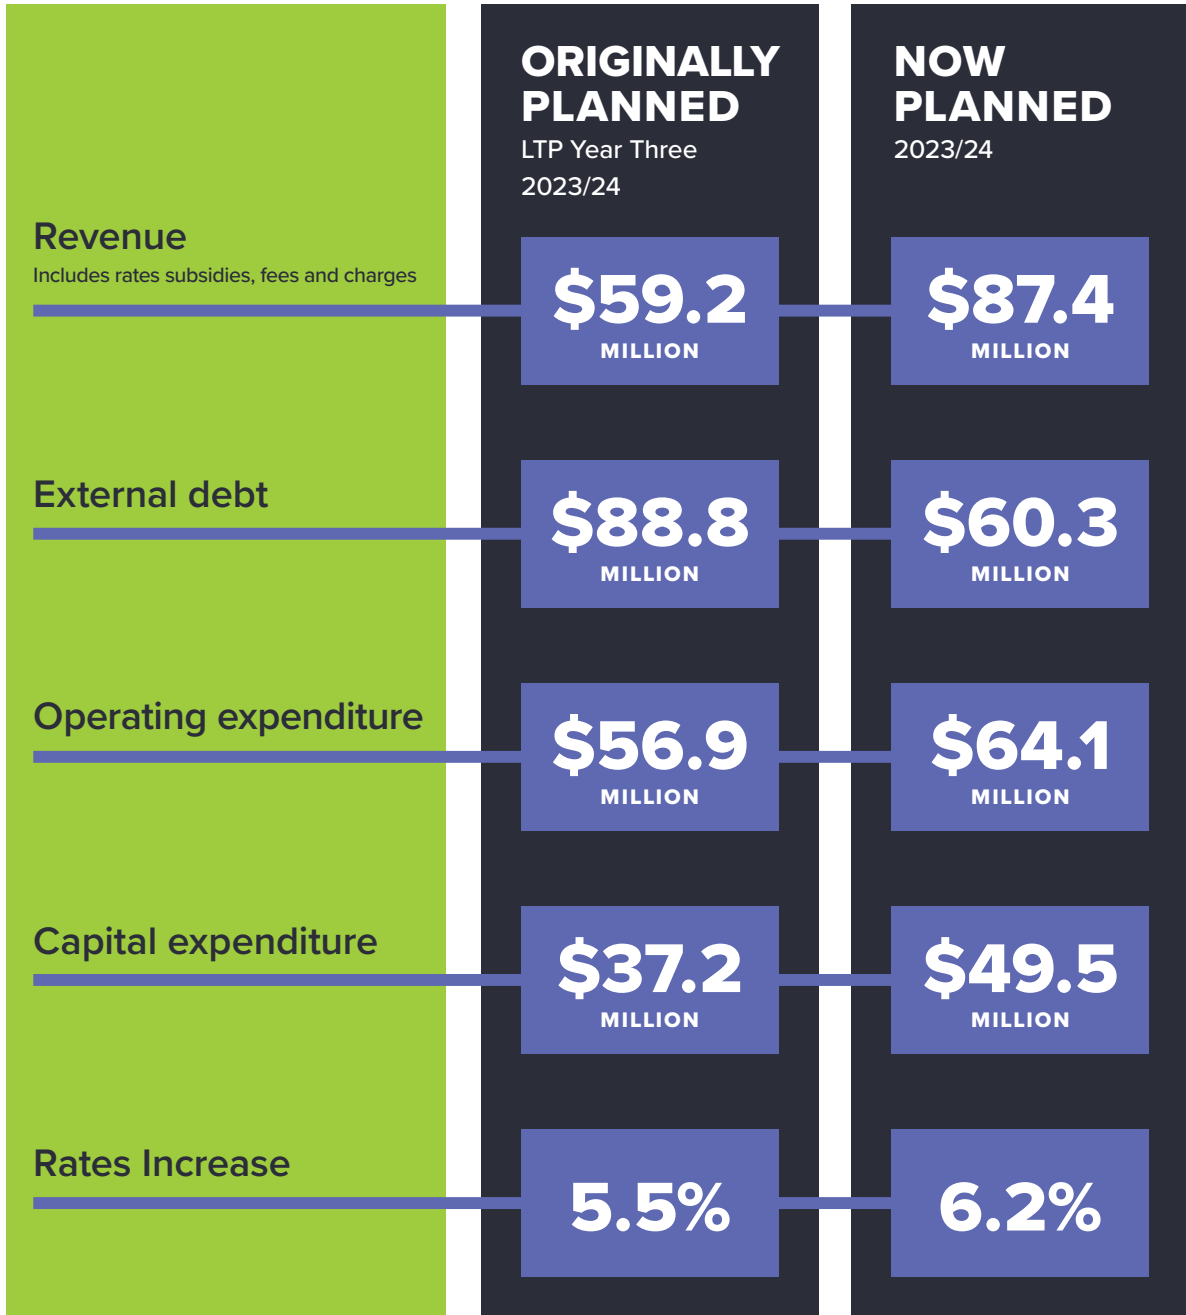 ORIGINALLY
PLANNED
LTP Year Three
2023/24
NOW
PLANNED
2023/24
Revenue
Includes rates subsidies, fees and charges
$59.2
MILLION
$87.4
MILLION
External debt
$88.8
MILLION
$60.3
MILLION
Operating expenditure
$56.9
MILLION
$64.1
MILLION
Capital expenditure
$37.2
MILLION
$49.5
MILLION
Rates Increase
5.5%
6.2%